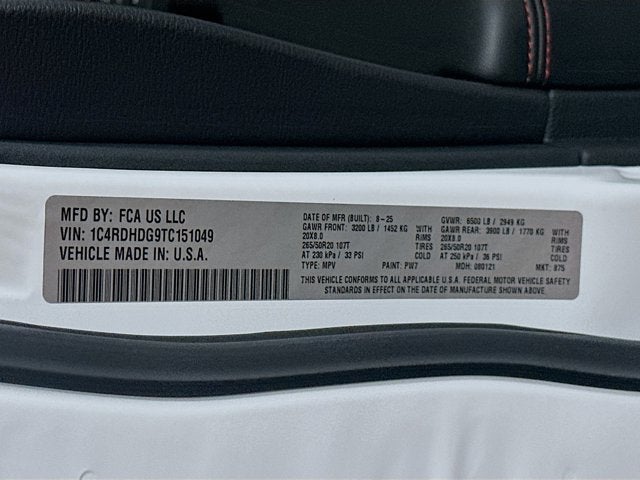 MFD BY: FCA US LLC
VIN: 1C4RDHDG9TC151049
VEHICLE MADE IN: U.S.A.
DATE OF MFR (BUILT): 8-25 GVWR: 6500 LB / 2949 KG
GAWR FRONT: 3200 LB / 1452 KG WITH GAWR REAR: 3900 LB / 1770 KG WITH
20X8.0 RIMS 20X8.0 RIMS
265/50R20 107T TIRES 265/50R20 107T TIRES
AT 230 kPa / 33 PSI COLD AT 250 kPa / 36 PSI COLD
TYPE: MPV PAINT: PW7 MDH: 080121 MKT: 875
THIS VEHICLE CONFORMS TO ALL APPLICABLE U.S.A. FEDERAL MOTOR VEHICLE SAFETY
STANDARDS IN EFFECT ON THE DATE OF MANUFACTURE SHOWN ABOVE.